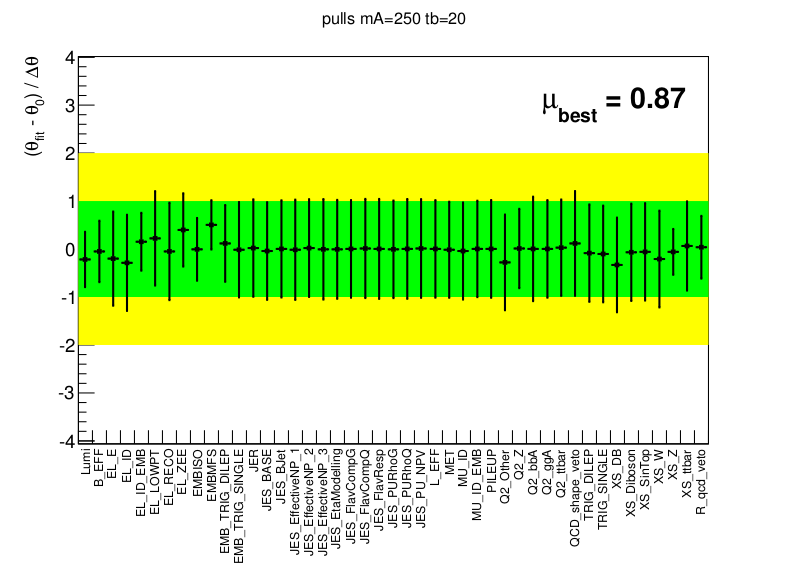 pulls mA=250 tb=20
(θfit - θ0) / Δθ
μbest = 0.87
4
3
2
1
0
-1
-2
-3
-4
Lumi
B_EFF
EL_E
EL_ID
EL_ID_EMB
EL_LOWPT
EL_RECO
EL_ZEE
EMBISO
EMBMFS
EMB_TRIG_DILEP
EMB_TRIG_SINGLE
JER
JES_BASE
JES_BJet
JES_EffectiveNP_1
JES_EffectiveNP_2
JES_EffectiveNP_3
JES_EtaModelling
JES_FlavCompG
JES_FlavCompQ
JES_FlavResp
JES_PURhoG
JES_PURhoQ
JES_PU_NPV
L_EFF
MET
MU_ID
MU_ID_EMB
PILEUP
Q2_Other
Q2_Z
Q2_bbA
Q2_ggA
Q2_ttbar
QCD_shape_veto
TRIG_DILEP
TRIG_SINGLE
XS_DB
XS_Diboson
XS_SinTop
XS_W
XS_Z
XS_ttbar
R_qcd_veto